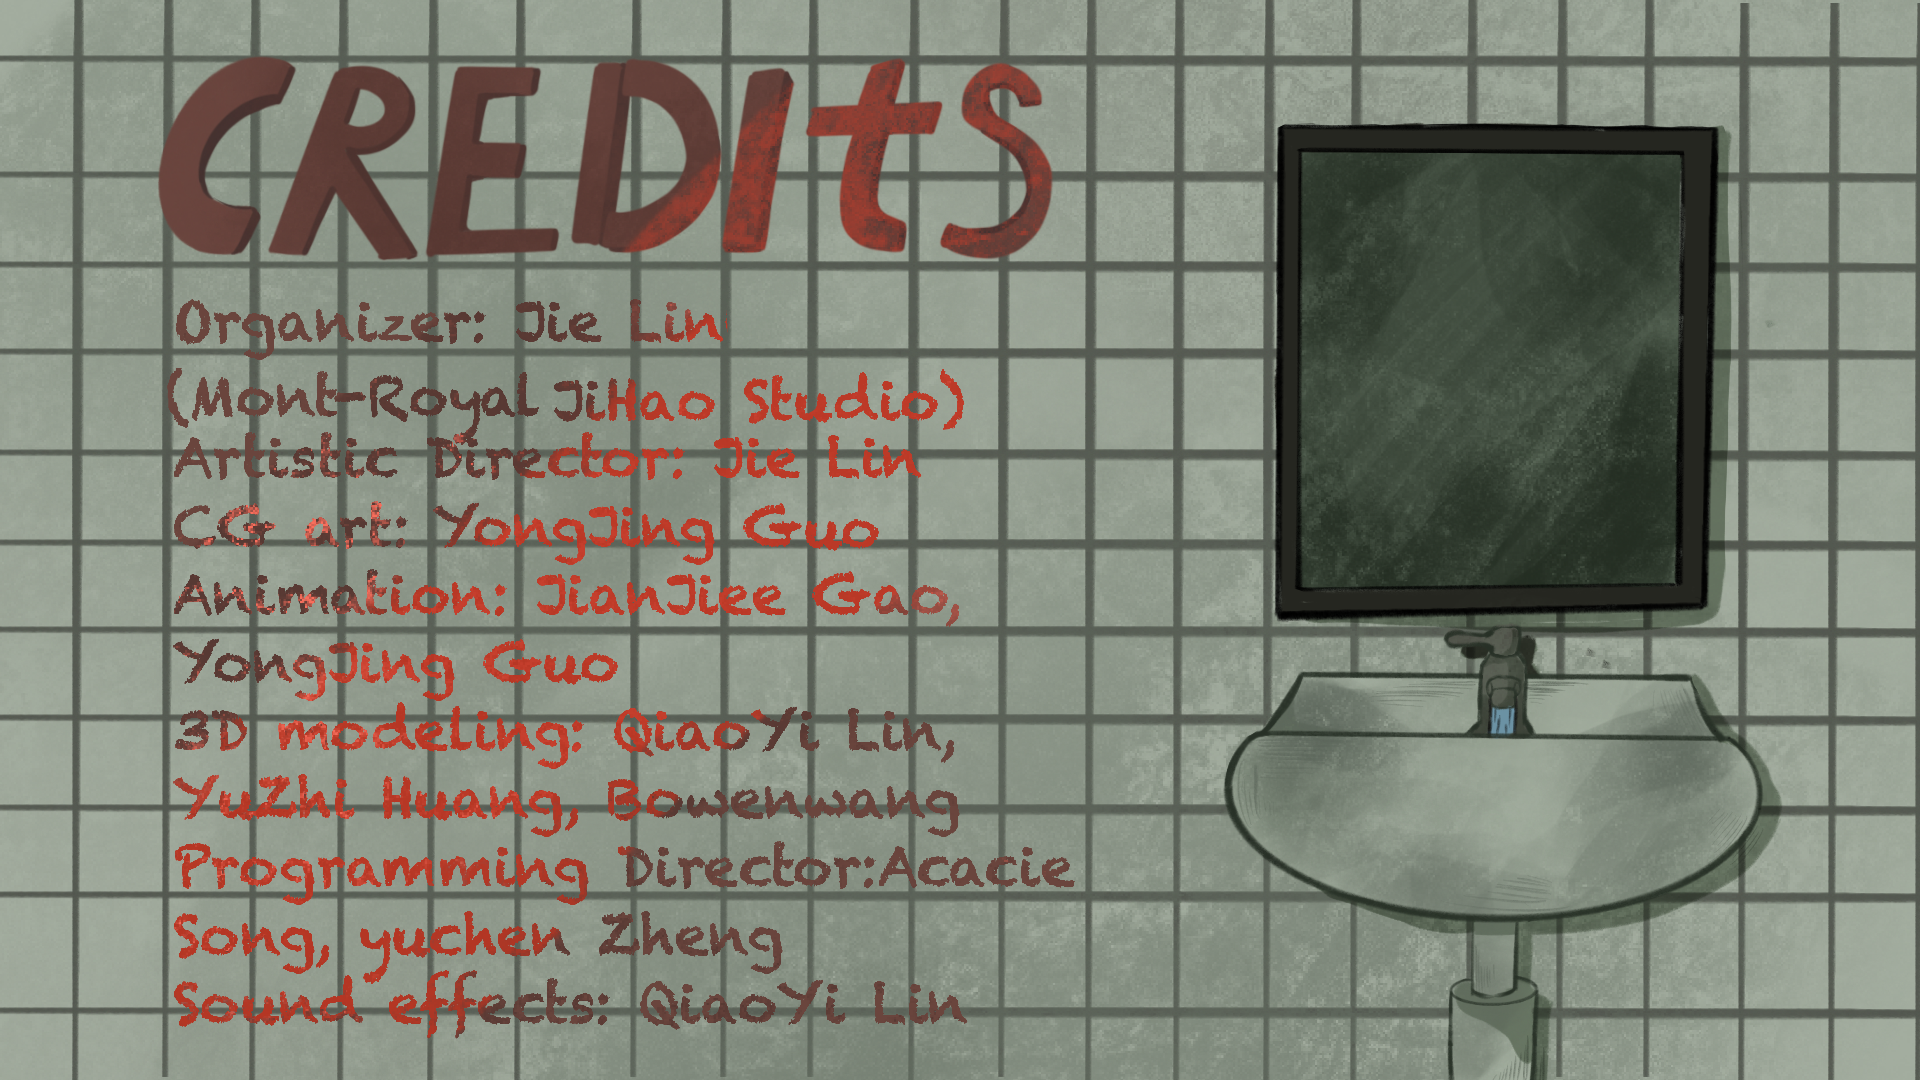 CREDItS
Organizer: Jie Lin
(Mont-Royal JiHao Studio)
Artistic Director: Jie Lin
CG art: YongJing Guo
Animation: JianJiee Gao,
YongJing Guo
3D modeling: QiaoYi Lin,
YuZhi Huang, Bowenwang
Programming Director:Acacie
Song, yuchen Zheng
Sound effects: QiaoYi Lin